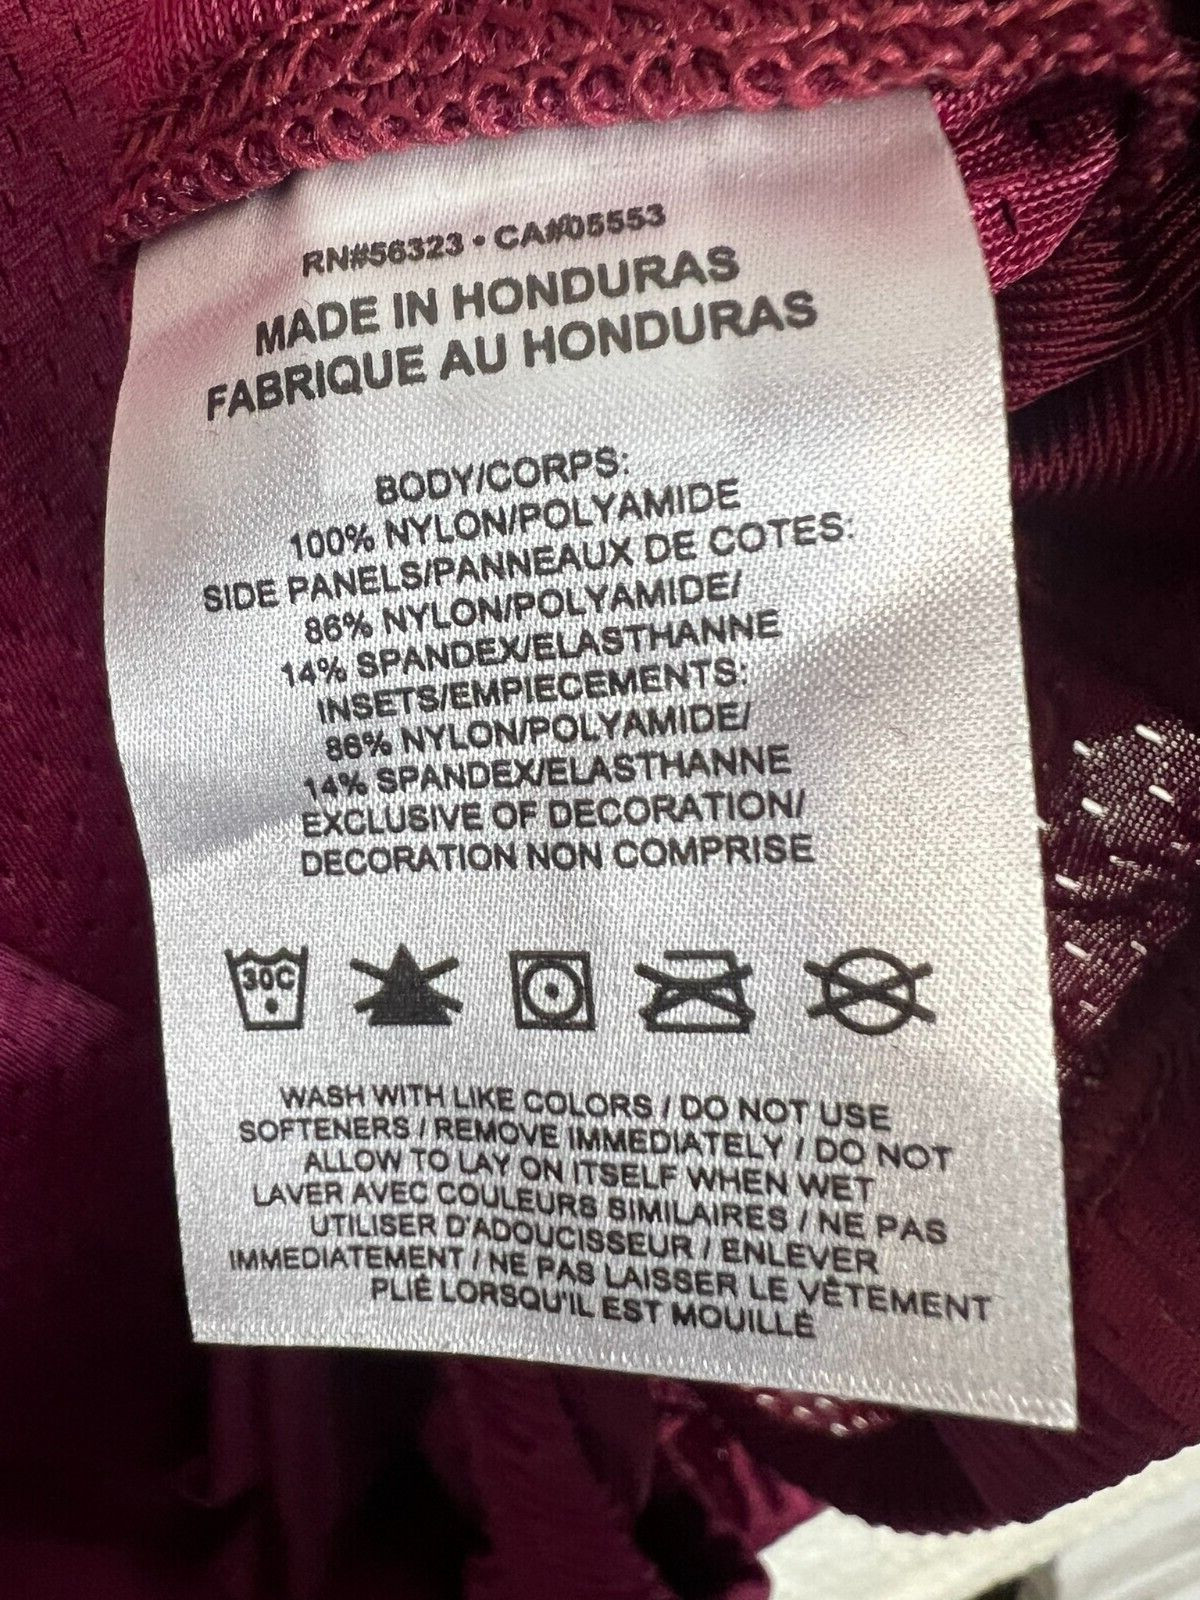 RN#56323 • CA#05553
MADE IN HONDURAS
FABRIQUE AU HONDURAS
BODY/CORPS:
100% NYLON/POLYAMIDE
SIDE PANELS/PANNEAUX DE COTES:
86% NYLON/POLYAMIDE/
14% SPANDEX/ELASTHANNE
INSETS/EMPIECEMENTS:
86% NYLON/POLYAMIDE/
14% SPANDEX/ELASTHANNE
EXCLUSIVE OF DECORATION/
DECORATION NON COMPRISE
30C
WASH WITH LIKE COLORS / DO NOT USE
SOFTENERS / REMOVE IMMEDIATELY / DO NOT
ALLOW TO LAY ON ITSELF WHEN WET
LAVER AVEC COULEURS SIMILAIRES / NE PAS
UTILISER D'ADOUCISSEUR / ENLEVER
IMMEDIATEMENT / NE PAS LAISSER LE VÊTEMENT
PLIÉ LORSQU'IL EST MOUILLÉ